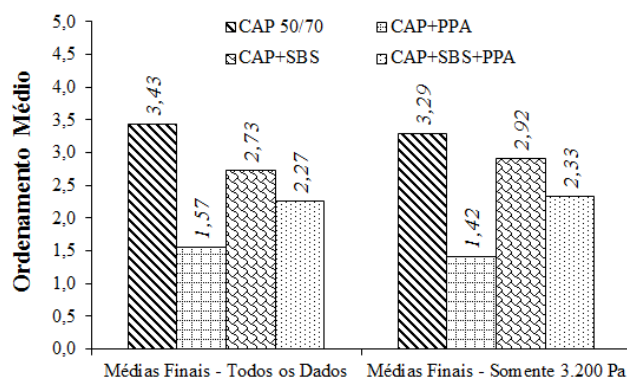 CAP 50/70
CAP+PPA
CAP+SBS
CAP+SBS+PPA
Ordenamento Médio
5,0
4,5
4,0
3,5
3,0
2,5
2,0
1,5
1,0
0,5
0,0
3,43
1,57
2,73
2,27
3,29
1,42
2,92
2,33
Médias Finais - Todos os Dados
Médias Finais - Somente 3.200 Pa